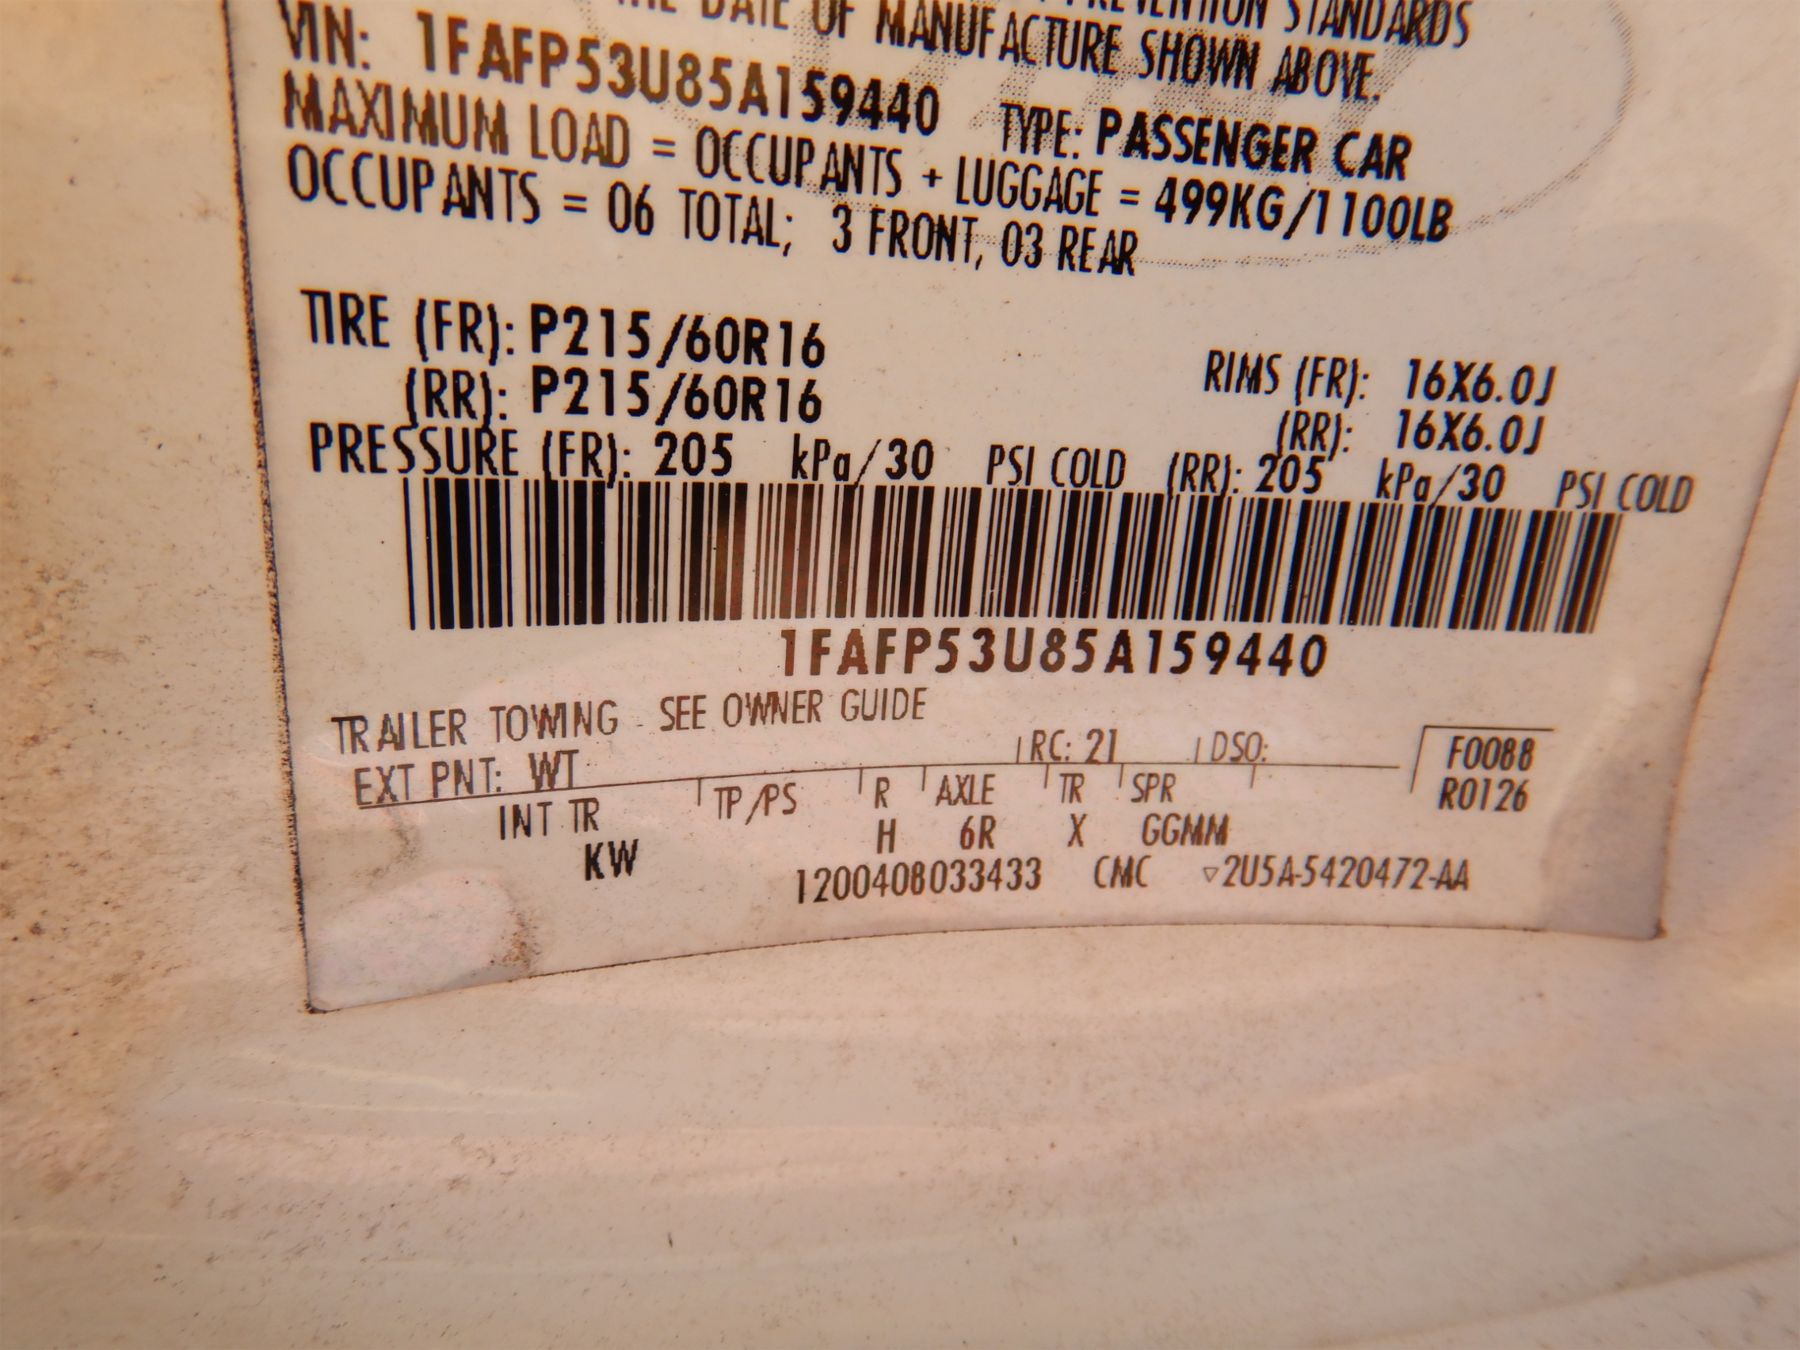 THE DATE OF MANUFACTURE SHOWN ABOVE.
PREVENTION STANDARDS
VIN: 1FAFP53U85A159440
TYPE: PASSENGER CAR
MAXIMUM LOAD = OCCUPANTS + LUGGAGE = 499KG/1100LB
OCCUPANTS = 06 TOTAL; 3 FRONT, 03 REAR
TIRE (FR): P215/60R16
RIMS (FR): 16X6.0J
(RR): P215/60R16
(RR): 16X6.0J
PRESSURE (FR): 205 kPa/30 PSI COLD (RR): 205 kPa/30 PSI COLD
1FAFP53U85A159440
TRAILER TOWING - SEE OWNER GUIDE
EXT PNT: WT RC: 21 DSO: F0088
INT TR TP/PS R AXLE TR SPR R0126
KW H 6R X GGMM
1200408033433 CMC ▽2U5A-5420472-AA